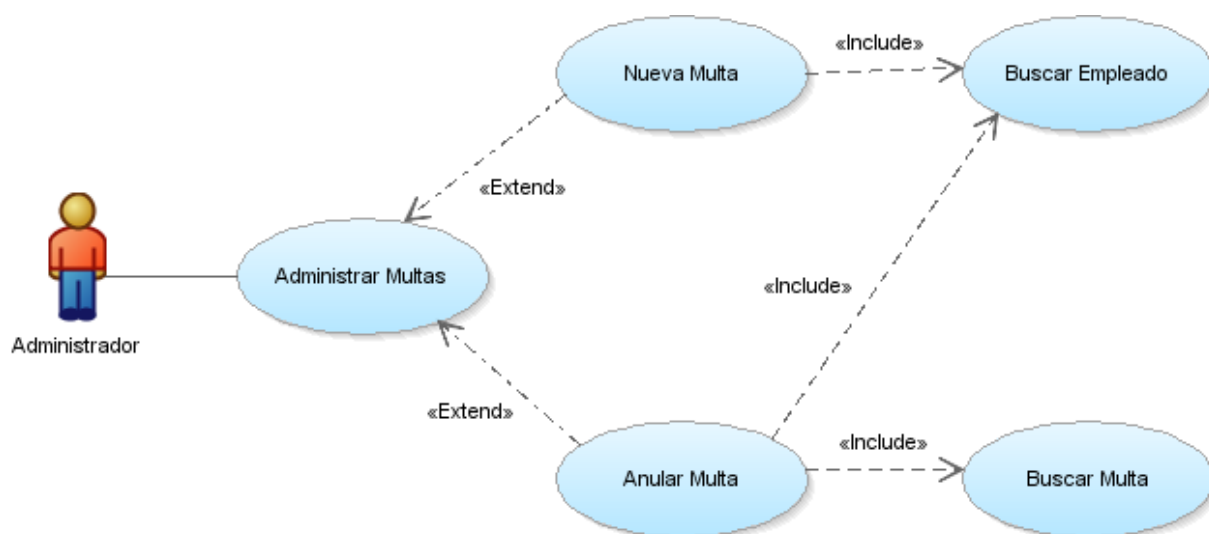 Nueva Multa
«Include»
Buscar Empleado
«Extend»
Administrar Multas
Administrador
«Include»
«Extend»
Anular Multa
«Include»
Buscar Multa